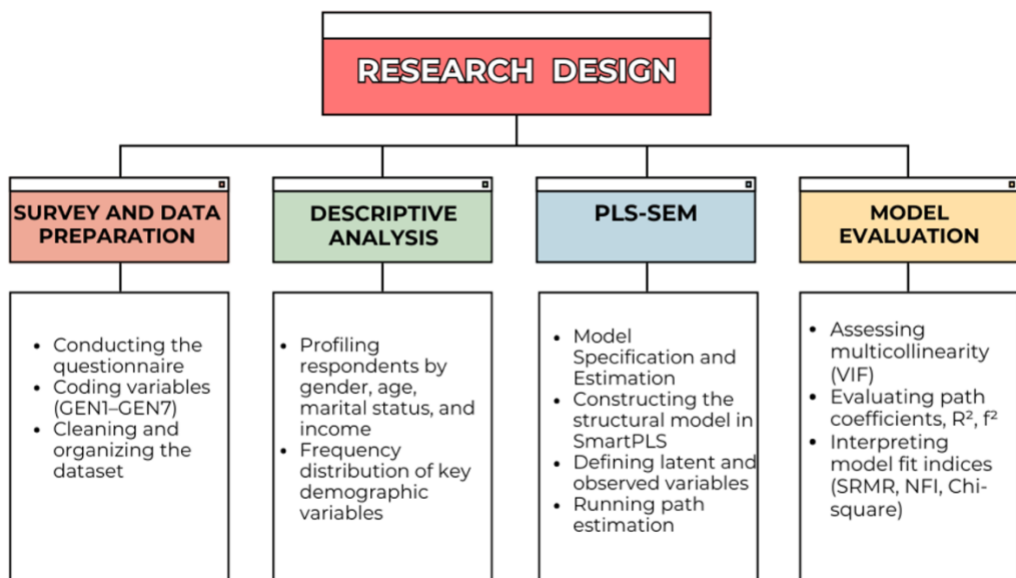 RESEARCH DESIGN
SURVEY AND DATA
PREPARATION
• Conducting the
questionnaire
• Coding variables
(GEN1–GEN7)
• Cleaning and
organizing the
dataset
DESCRIPTIVE
ANALYSIS
• Profiling
respondents by
gender, age,
marital status, and
income
• Frequency
distribution of key
demographic
variables
PLS-SEM
• Model
Specification and
Estimation
• Constructing the
structural model in
SmartPLS
• Defining latent and
observed variables
• Running path
estimation
MODEL
EVALUATION
• Assessing
multicollinearity
(VIF)
• Evaluating path
coefficients, R², f²
• Interpreting
model fit indices
(SRMR, NFI, Chi-
square)